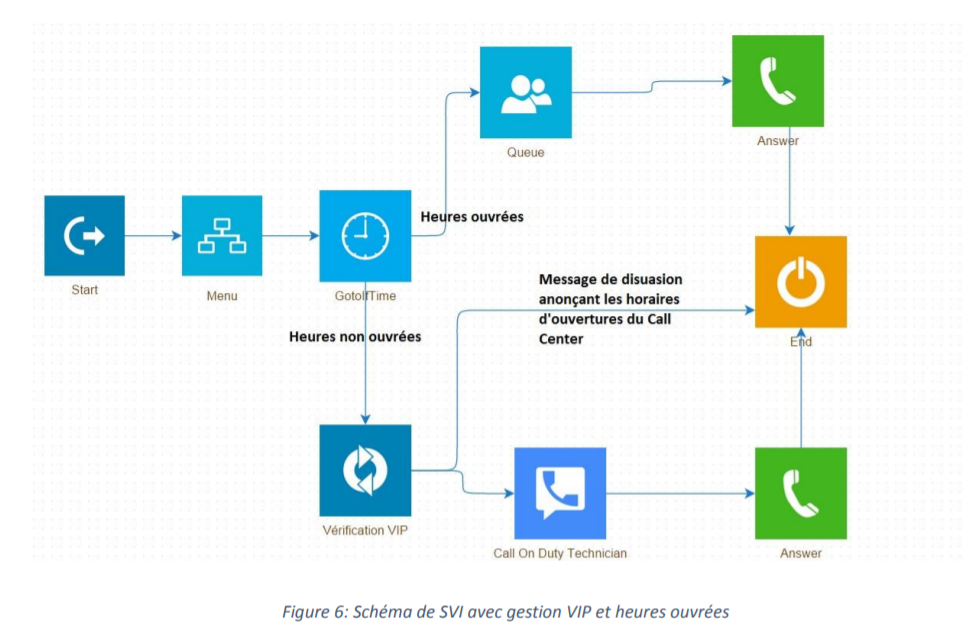 Queue
Answer
Heures ouvrées
Start
Menu
GotoIfTime
Message de disuasion
anonçant les horaires
d'ouvertures du Call
Center
Heures non ouvrées
End
Vérification VIP
Call On Duty Technician
Answer
Figure 6: Schéma de SVI avec gestion VIP et heures ouvrées